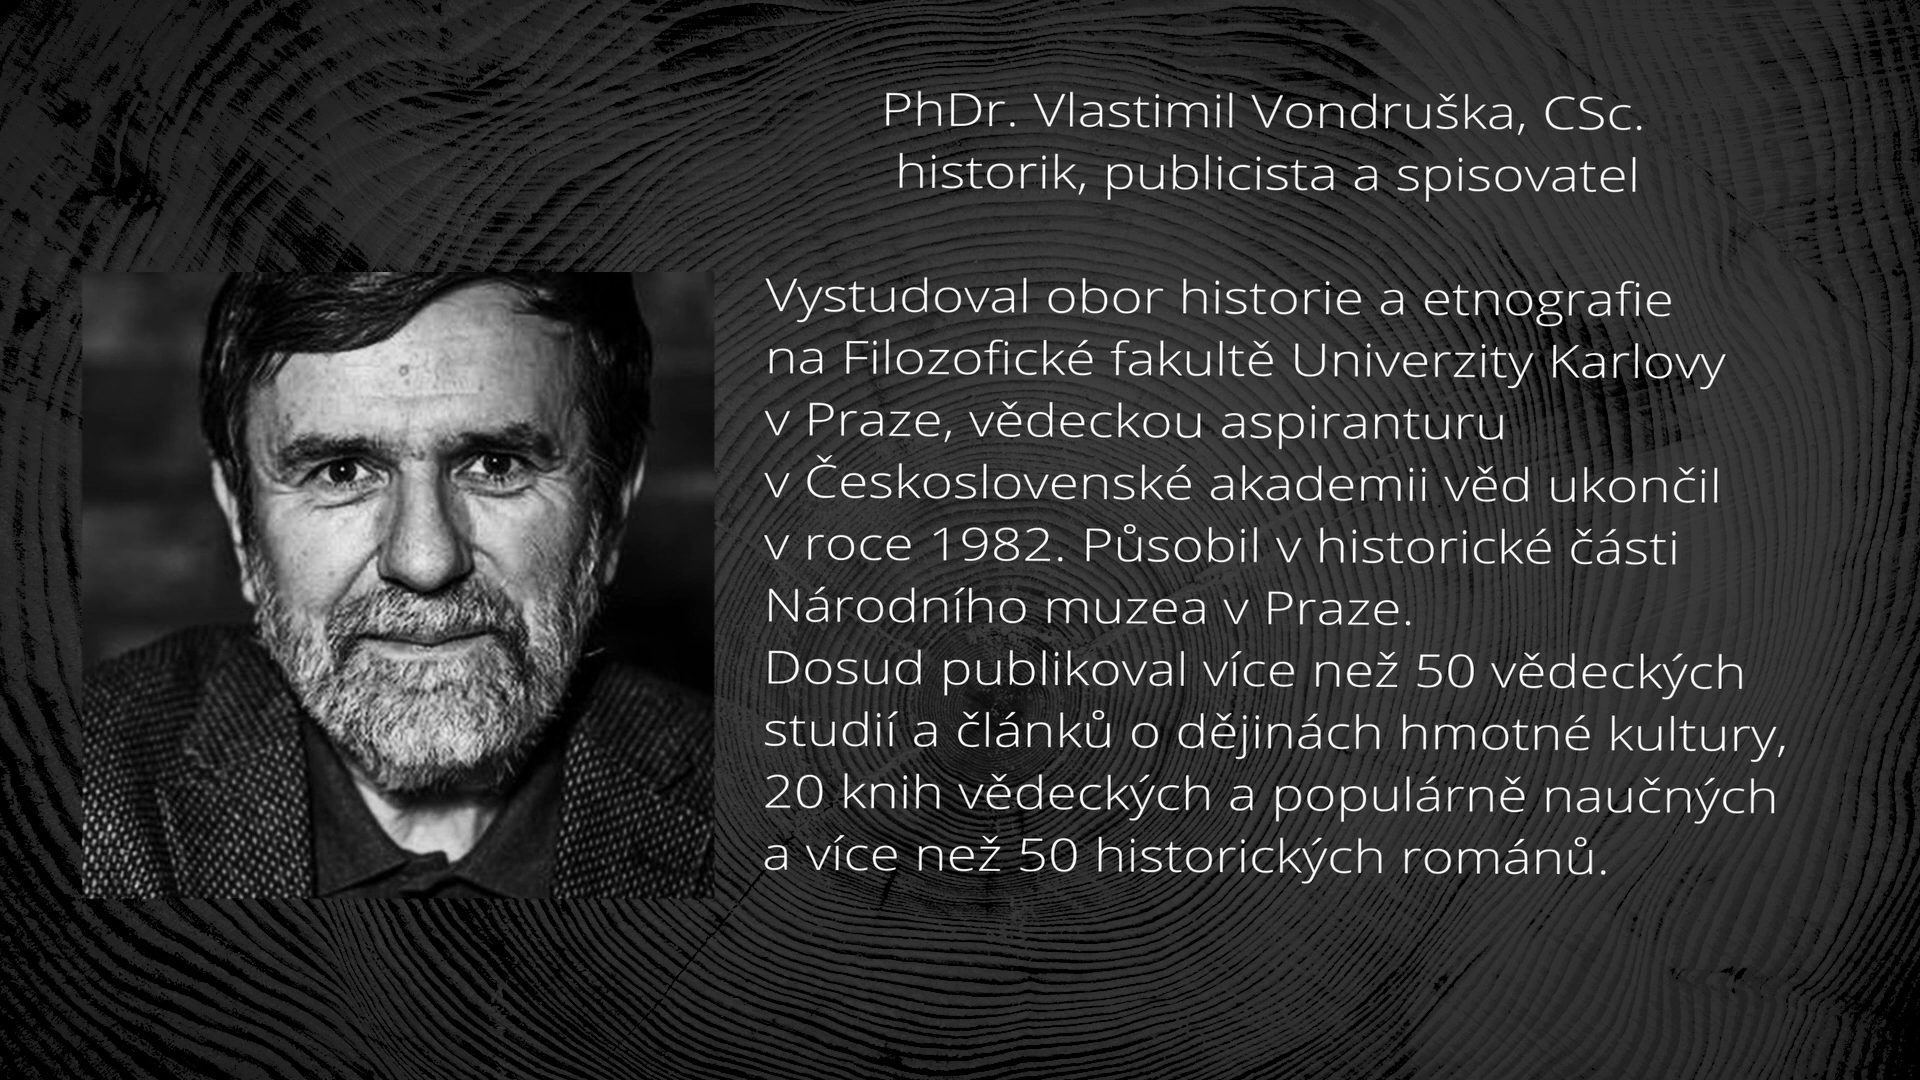 PhDr. Vlastimil Vondruška, CSc.
historik, publicista a spisovatel
Vystudoval obor historie a etnografie
na Filozofické fakultě Univerzity Karlovy
v Praze, vědeckou aspiranturu
v Československé akademii věd ukončil
v roce 1982. Působil v historické části
Národního muzea v Praze.
Dosud publikoval více než 50 vědeckých
studií a článků o dějinách hmotné kultury,
20 knih vědeckých a populárně naučných
a více než 50 historických románů.